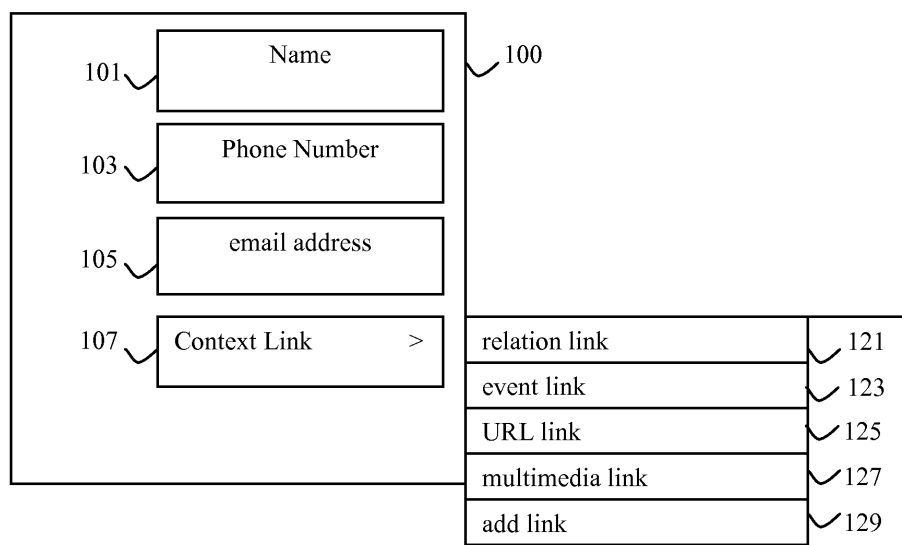 Name
101
100
Phone Number
103
email address
105
107
Context Link >
relation link
121
event link
123
URL link
125
multimedia link
127
add link
129